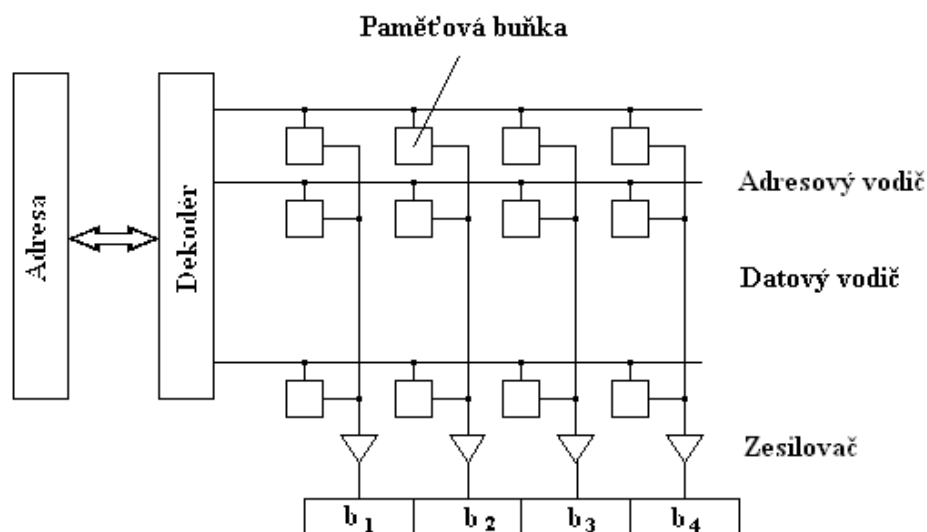 Paměťová buňka
Adresa
Dekodér
Adresový vodič
Datový vodič
Zesilovač
b1 b2 b3 b4